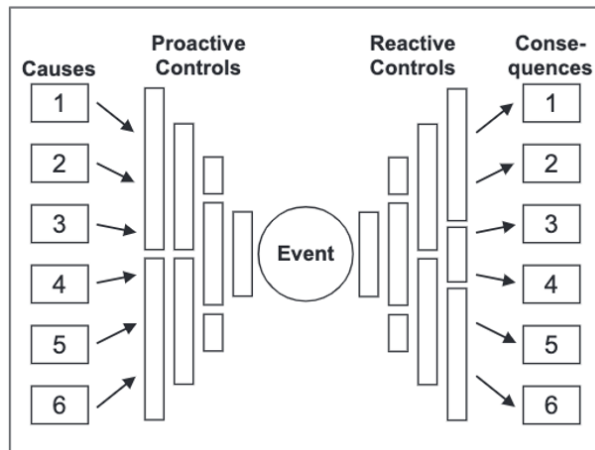 Causes
Proactive
Controls
Reactive
Controls
Conse-
quences
1
2
3
4
5
6
Event
1
2
3
4
5
6